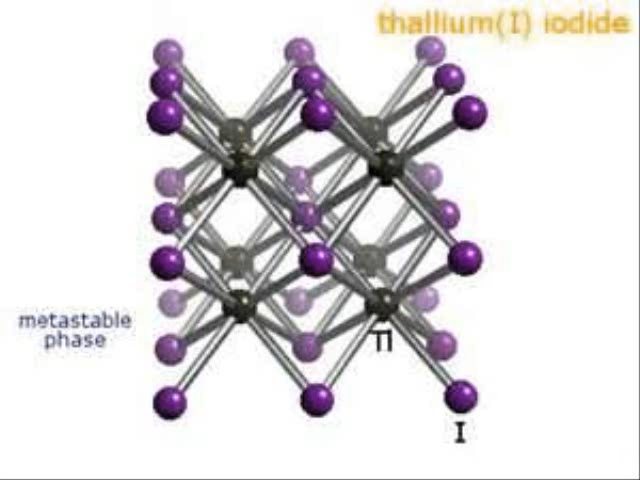 thallium(I) iodide
metastable
phase
Tl
I